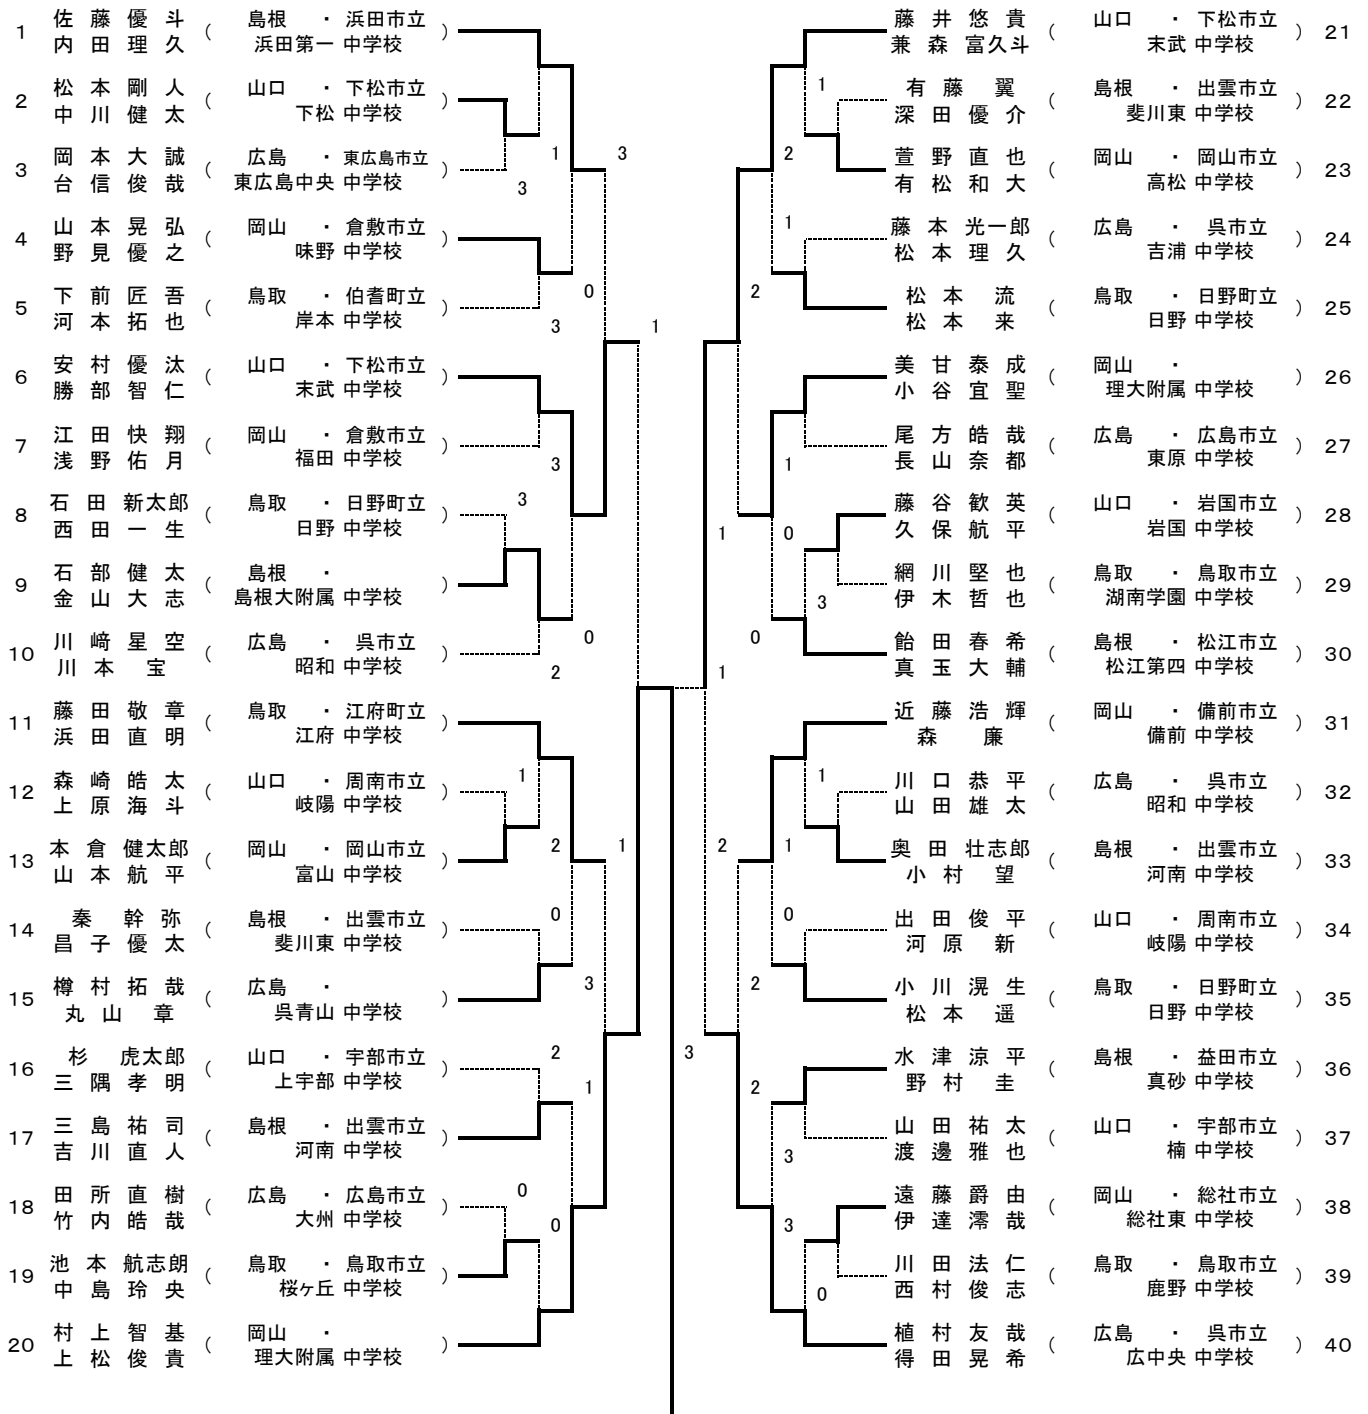 1 佐藤優斗 ( 島根 ・ 浜田市立 )
内田理久 浜田第一 中学校
2 松本剛人 ( 山口 ・ 下松市立 )
中川健太 下松 中学校
3 岡本大誠 ( 広島 ・ 東広島市立 )
台信俊哉 東広島中央 中学校
4 山本晃弘 ( 岡山 ・ 倉敷市立 )
野見優之 味野 中学校
5 下前匠吾 ( 鳥取 ・ 伯耆町立 )
河本拓也 岸本 中学校
6 安村優汰 ( 山口 ・ 下松市立 )
勝部智仁 末武 中学校
7 江田快翔 ( 岡山 ・ 倉敷市立 )
浅野佑月 福田 中学校
8 石田新太郎 ( 鳥取 ・ 日野町立 )
西田一生 日野 中学校
9 石部健太 ( 島根 ・ )
金山大志 島根大附属 中学校
10 川﨑星空 ( 広島 ・ 呉市立 )
川本宝 昭和 中学校
11 藤田敬章 ( 鳥取 ・ 江府町立 )
浜田直明 江府 中学校
12 森崎皓太 ( 山口 ・ 周南市立 )
上原海斗 岐陽 中学校
13 本倉健太郎 ( 岡山 ・ 岡山市立 )
山本航平 富山 中学校
14 秦幹弥 ( 島根 ・ 出雲市立 )
昌子優太 斐川東 中学校
15 樽村拓哉 ( 広島 ・ )
丸山章 呉青山 中学校
16 杉虎太郎 ( 山口 ・ 宇部市立 )
三隅孝明 上宇部 中学校
17 三島祐司 ( 島根 ・ 出雲市立 )
吉川直人 河南 中学校
18 田所直樹 ( 広島 ・ 広島市立 )
竹内皓哉 大州 中学校
19 池本航志朗 ( 鳥取 ・ 鳥取市立 )
中島玲央 桜ヶ丘 中学校
20 村上智基 ( 岡山 ・ )
上松俊貴 理大附属 中学校
1
3
3
0
3
1
3
3
0
2
1
2
1
0
3
2
1
0
0
3
1
2
1
2
1
0
1
3
0
1
1
2
1
0
2
2
3
3
0
藤井悠貴 ( 山口 ・ 下松市立 ) 21
兼森富久斗 末武 中学校
有藤翼 ( 島根 ・ 出雲市立 ) 22
深田優介 斐川東 中学校
萱野直也 ( 岡山 ・ 岡山市立 ) 23
有松和大 高松 中学校
藤本光一郎 ( 広島 ・ 呉市立 ) 24
松本理久 吉浦 中学校
松本流 ( 鳥取 ・ 日野町立 ) 25
松本来 日野 中学校
美甘泰成 ( 岡山 ・ ) 26
小谷宜聖 理大附属 中学校
尾方皓哉 ( 広島 ・ 広島市立 ) 27
長山奈都 東原 中学校
藤谷歓英 ( 山口 ・ 岩国市立 ) 28
久保航平 岩国 中学校
網川堅也 ( 鳥取 ・ 鳥取市立 ) 29
伊木哲也 湖南学園 中学校
飴田春希 ( 島根 ・ 松江市立 ) 30
真玉大輔 松江第四 中学校
近藤浩輝 ( 岡山 ・ 備前市立 ) 31
森廉 備前 中学校
川口恭平 ( 広島 ・ 呉市立 ) 32
山田雄太 昭和 中学校
奥田壮志郎 ( 島根 ・ 出雲市立 ) 33
小村望 河南 中学校
出田俊平 ( 山口 ・ 周南市立 ) 34
河原新 岐陽 中学校
小川滉生 ( 鳥取 ・ 日野町立 ) 35
松本遥 日野 中学校
水津涼平 ( 島根 ・ 益田市立 ) 36
野村圭 真砂 中学校
山田祐太 ( 山口 ・ 宇部市立 ) 37
渡邊雅也 楠 中学校
遠藤爵由 ( 岡山 ・ 総社市立 ) 38
伊達澪哉 総社東 中学校
川田法仁 ( 鳥取 ・ 鳥取市立 ) 39
西村俊志 鹿野 中学校
植村友哉 ( 広島 ・ 呉市立 ) 40
得田晃希 広中央 中学校